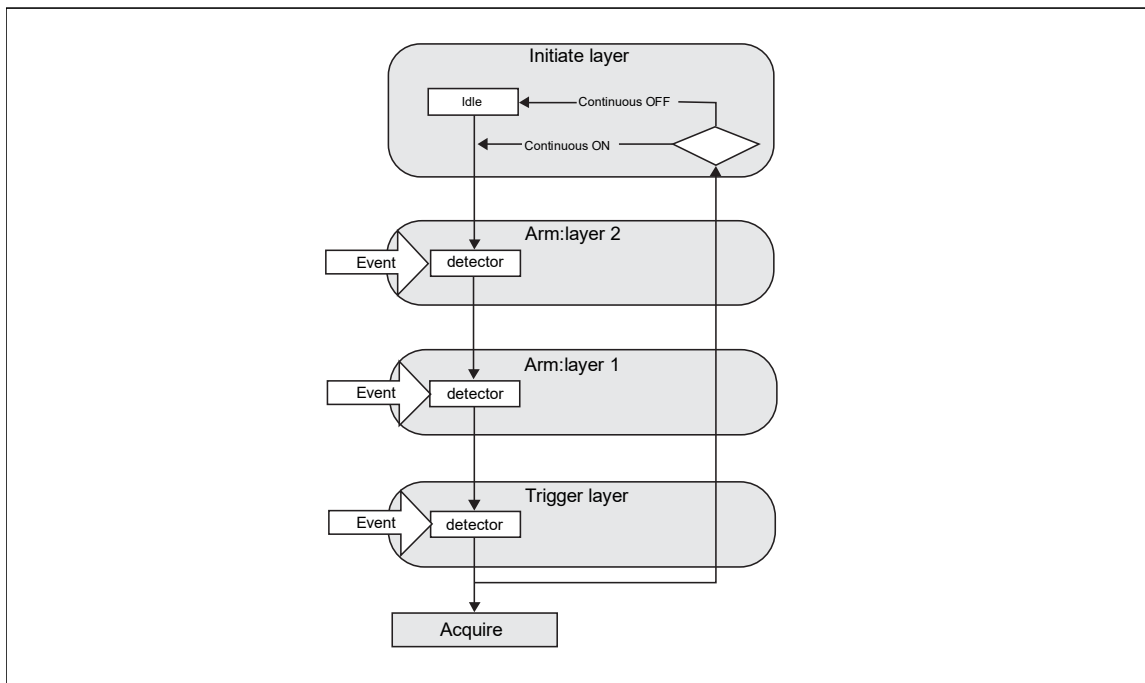 Initiate layer
Idle
Continuous OFF
Continuous ON
Arm:layer 2
Event
detector
Arm:layer 1
Event
detector
Trigger layer
Event
detector
Acquire